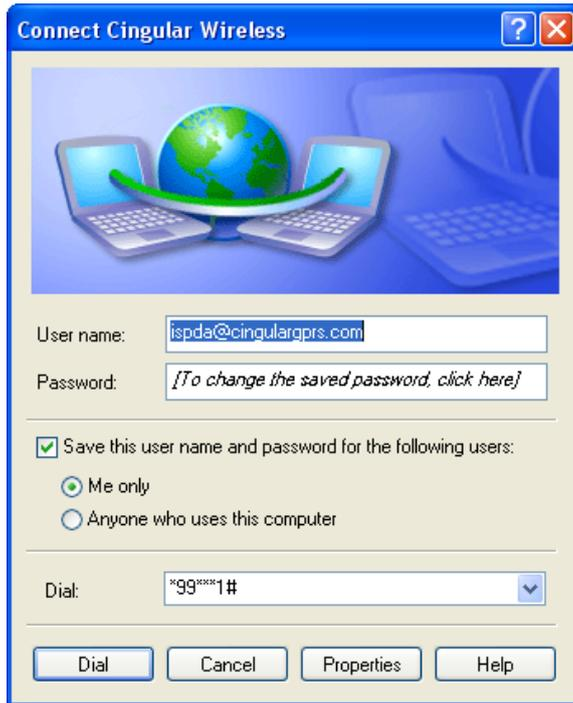 Connect Cingular Wireless
User name: ispda@cingulargprs.com
Password: [To change the saved password, click here]
Save this user name and password for the following users:
Me only
Anyone who uses this computer
Dial: *99***1#
Dial Cancel Properties Help